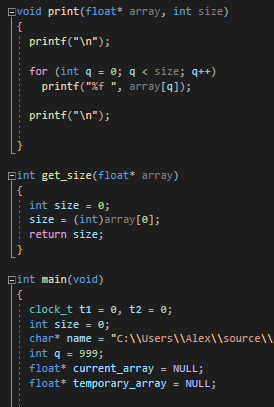 void print(float* array, int size)
{
printf("\n");
for (int q = 0; q < size; q++)
printf("%f ", array[q]);
printf("\n");
}
int get_size(float* array)
{
int size = 0;
size = (int)array[0];
return size;
}
int main(void)
{
clock_t t1 = 0, t2 = 0;
int size = 0;
char* name = "C:\\Users\\Alex\\source\\
int q = 999;
float* current_array = NULL;
float* temporary_array = NULL;